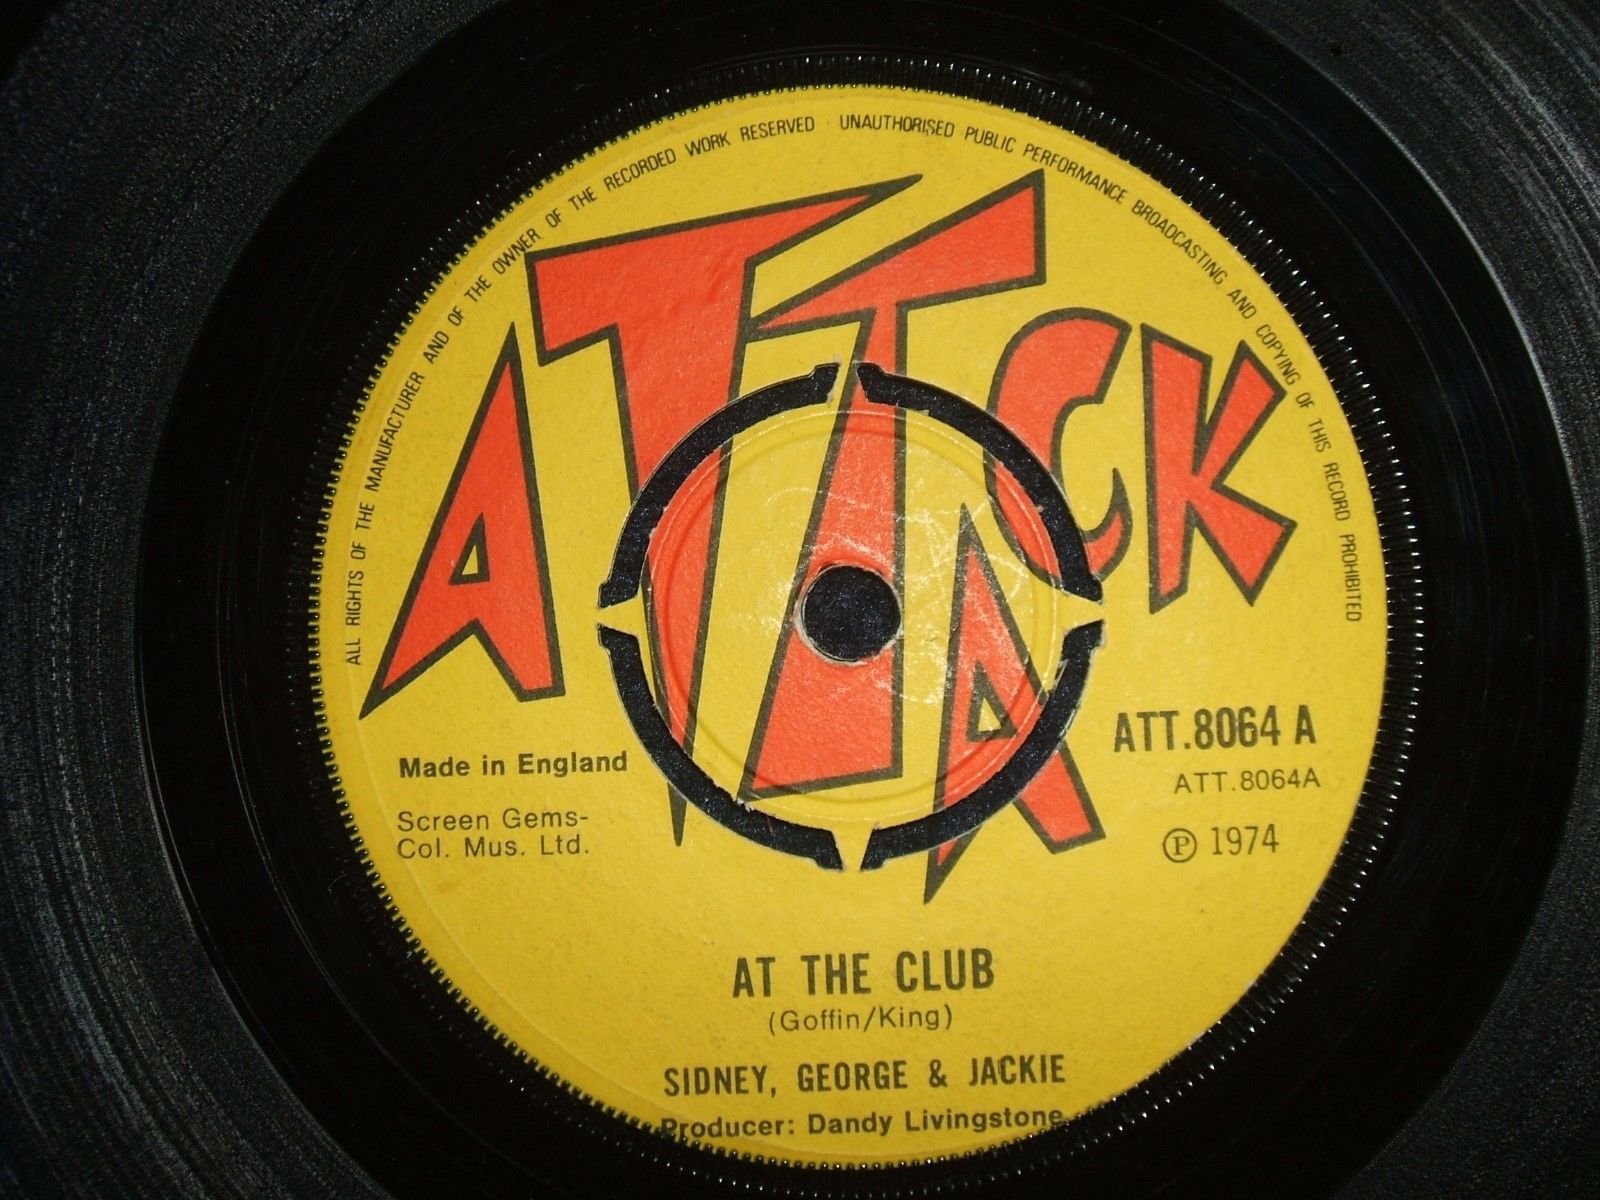 ALL RIGHTS OF THE MANUFACTURER AND OF THE OWNER OF THE RECORDED WORK RESERVED · UNAUTHORISED PUBLIC PERFORMANCE BROADCASTING AND COPYING OF THIS RECORD PROHIBITED
ATTACK
Made in England
Screen Gems-
Col. Mus. Ltd.
ATT.8064 A
ATT.8064A
℗ 1974
AT THE CLUB
(Goffin/King)
SIDNEY, GEORGE & JACKIE
Producer: Dandy Livingstone